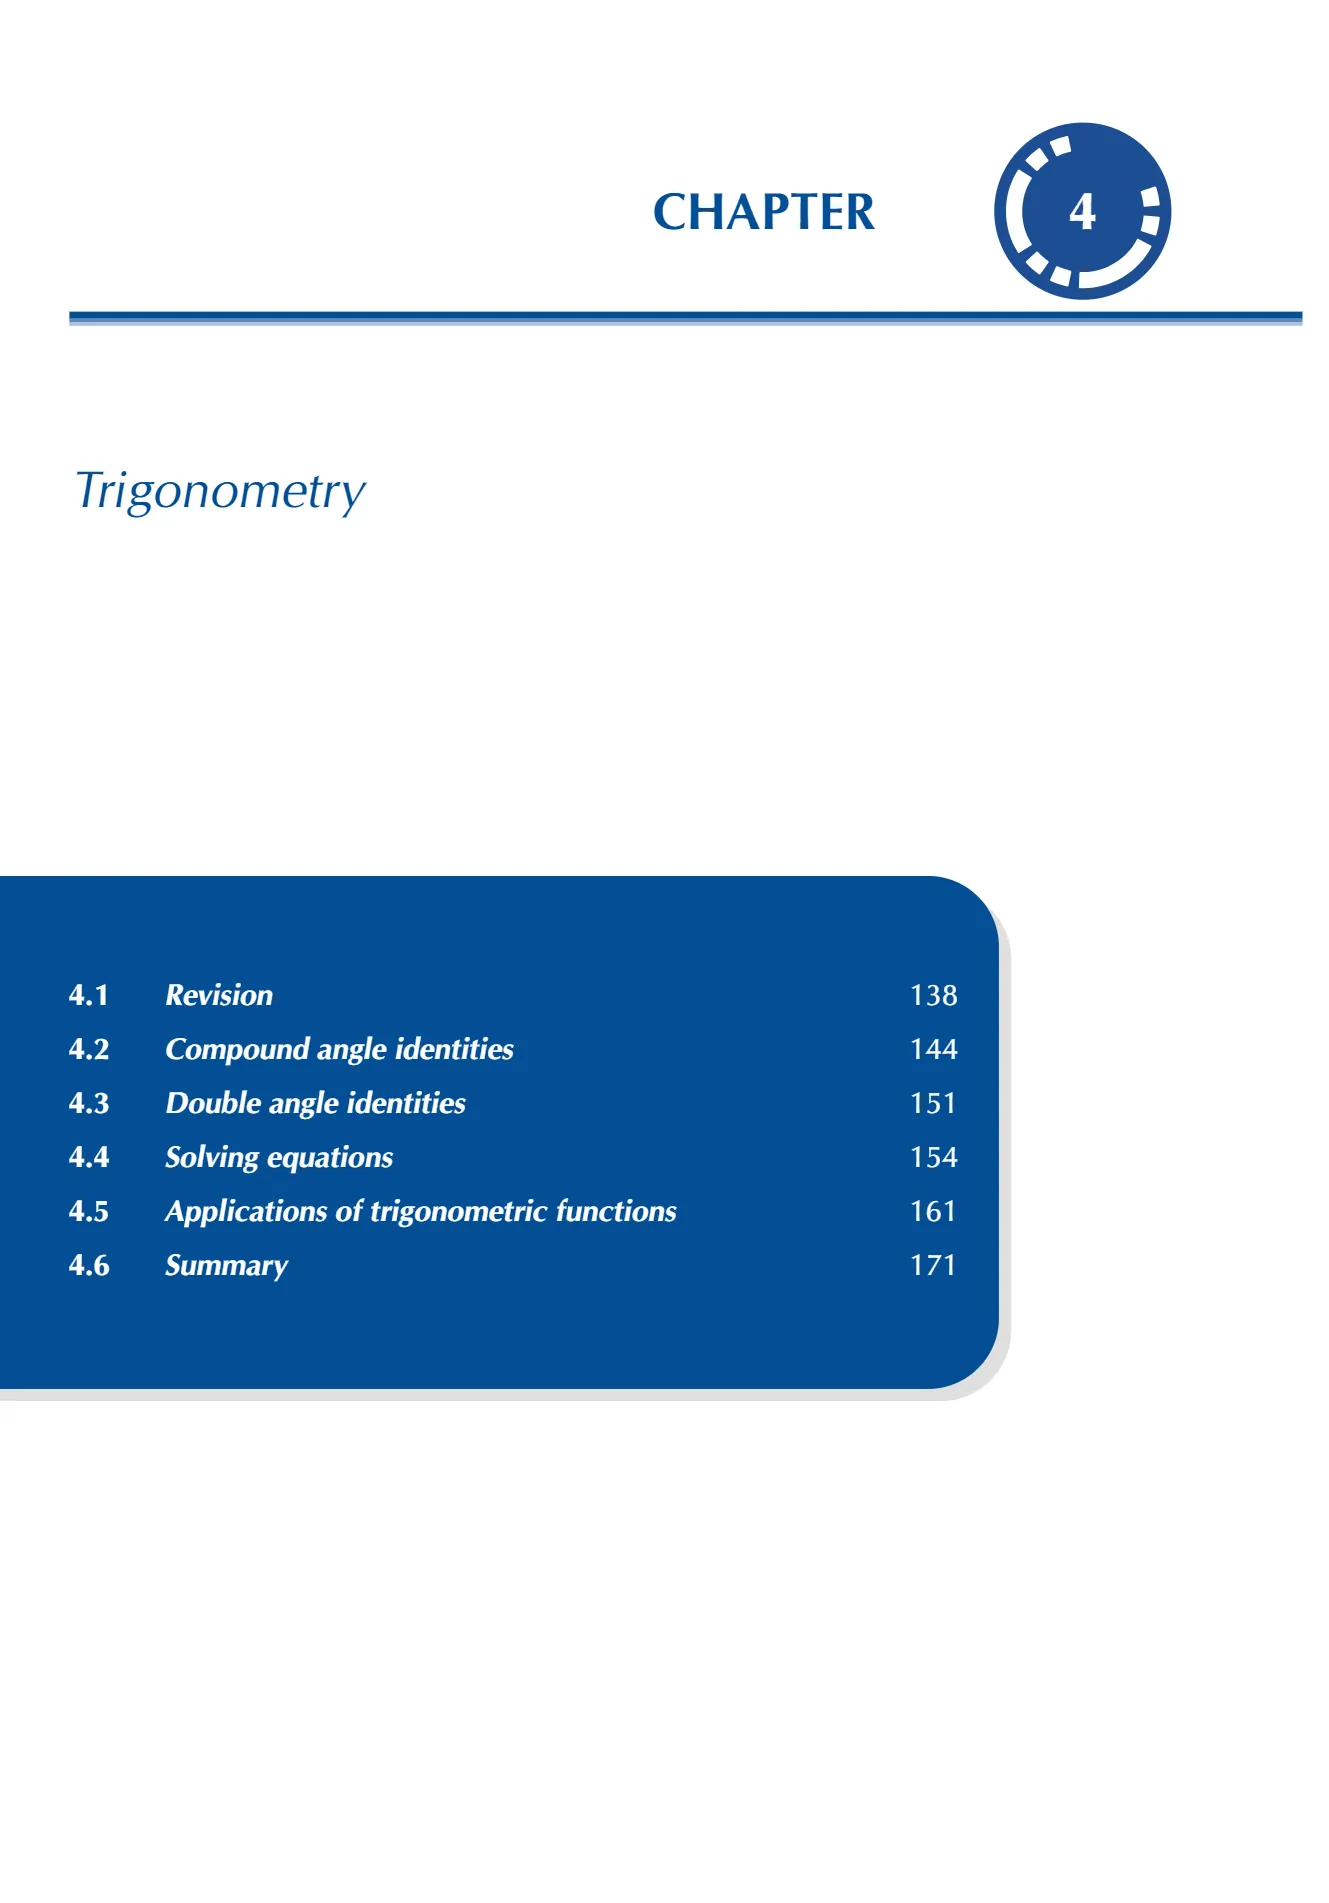 CHAPTER 4
Trigonometry
4.1 Revision 138
4.2 Compound angle identities 144
4.3 Double angle identities 151
4.4 Solving equations 154
4.5 Applications of trigonometric functions 161
4.6 Summary 171